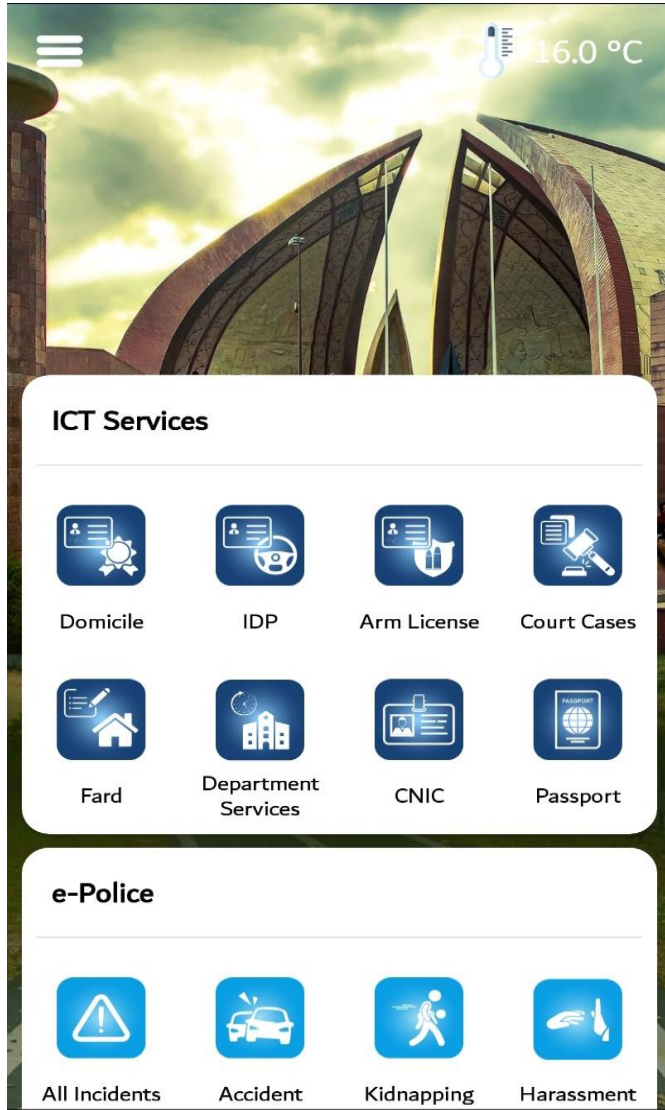 16.0 °C
ICT Services
Domicile
IDP
Arm License
Court Cases
PASSPORT
Fard
Department
Services
CNIC
Passport
e-Police
All Incidents
Accident
Kidnapping
Harassment